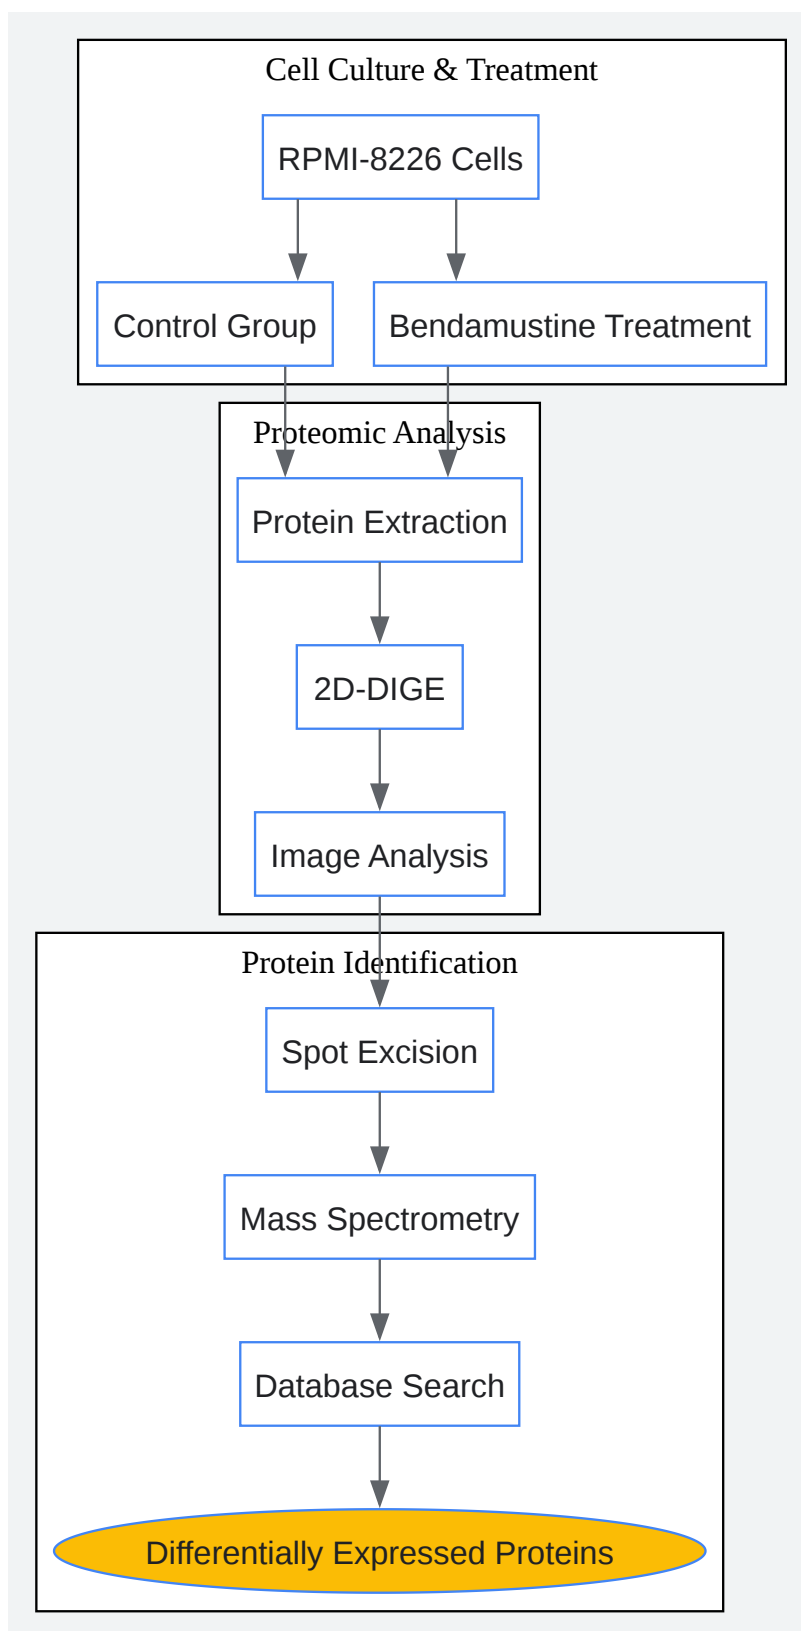 Cell Culture & Treatment
RPMI-8226 Cells
Control Group
Bendamustine Treatment
Proteomic Analysis
Protein Extraction
2D-DIGE
Image Analysis
Protein Identification
Spot Excision
Mass Spectrometry
Database Search
Differentially Expressed Proteins